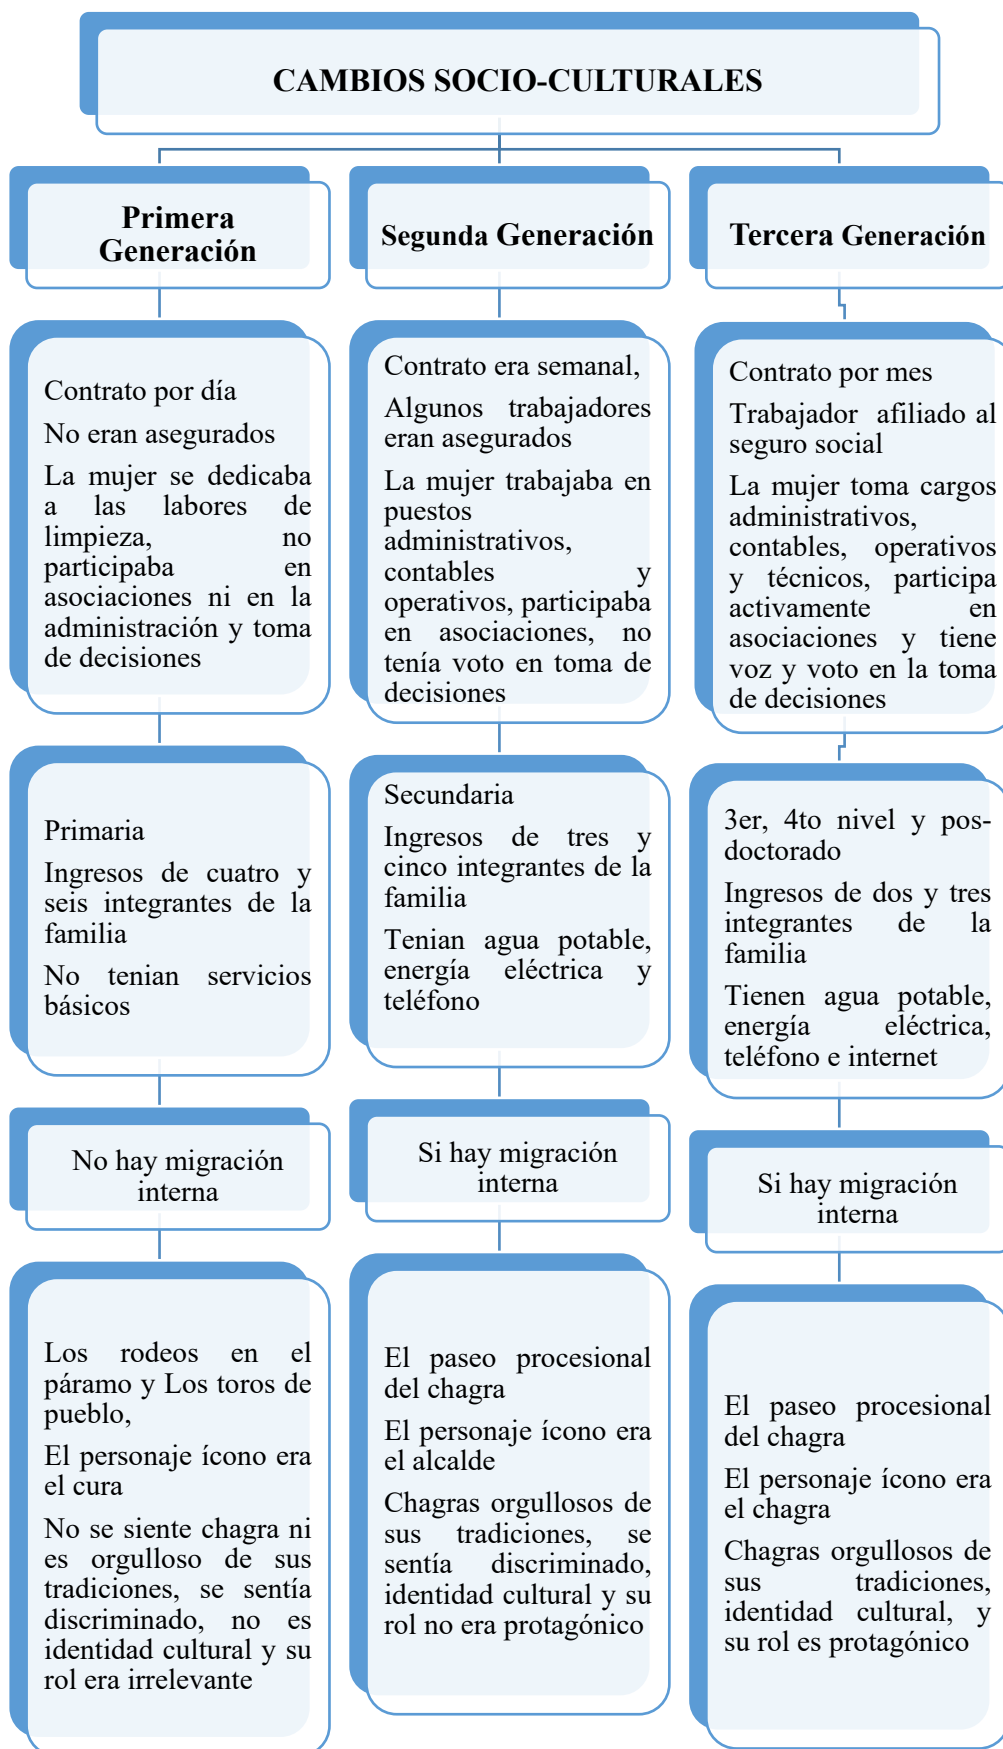 CAMBIOS SOCIO-CULTURALES
Primera
Generación
Contrato por día
No eran asegurados
La mujer se dedicaba
a las labores de
limpieza, no
participaba en
asociaciones ni en la
administración y toma
de decisiones
Primaria
Ingresos de cuatro y
seis integrantes de la
familia
No tenian servicios
básicos
No hay migración
interna
Los rodeos en el
páramo y Los toros de
pueblo,
El personaje ícono era
el cura
No se siente chagra ni
es orgulloso de sus
tradiciones, se sentía
discriminado, no es
identidad cultural y su
rol era irrelevante
Segunda Generación
Contrato era semanal,
Algunos trabajadores
eran asegurados
La mujer trabajaba en
puestos
administrativos,
contables y
operativos, participaba
en asociaciones, no
tenía voto en toma de
decisiones
Secundaria
Ingresos de tres y
cinco integrantes de la
familia
Tenian agua potable,
energía eléctrica y
teléfono
Si hay migración
interna
El paseo procesional
del chagra
El personaje ícono era
el alcalde
Chagras orgullosos de
sus tradiciones, se
sentía discriminado,
identidad cultural y su
rol no era protagónico
Tercera Generación
Contrato por mes
Trabajador afiliado al
seguro social
La mujer toma cargos
administrativos,
contables, operativos
y técnicos, participa
activamente en
asociaciones y tiene
voz y voto en la toma
de decisiones
3er, 4to nivel y pos-
doctorado
Ingresos de dos y tres
integrantes de la
familia
Tienen agua potable,
energía eléctrica,
teléfono e internet
Si hay migración
interna
El paseo procesional
del chagra
El personaje ícono era
el chagra
Chagras orgullosos de
sus tradiciones,
identidad cultural, y
su rol es protagónico